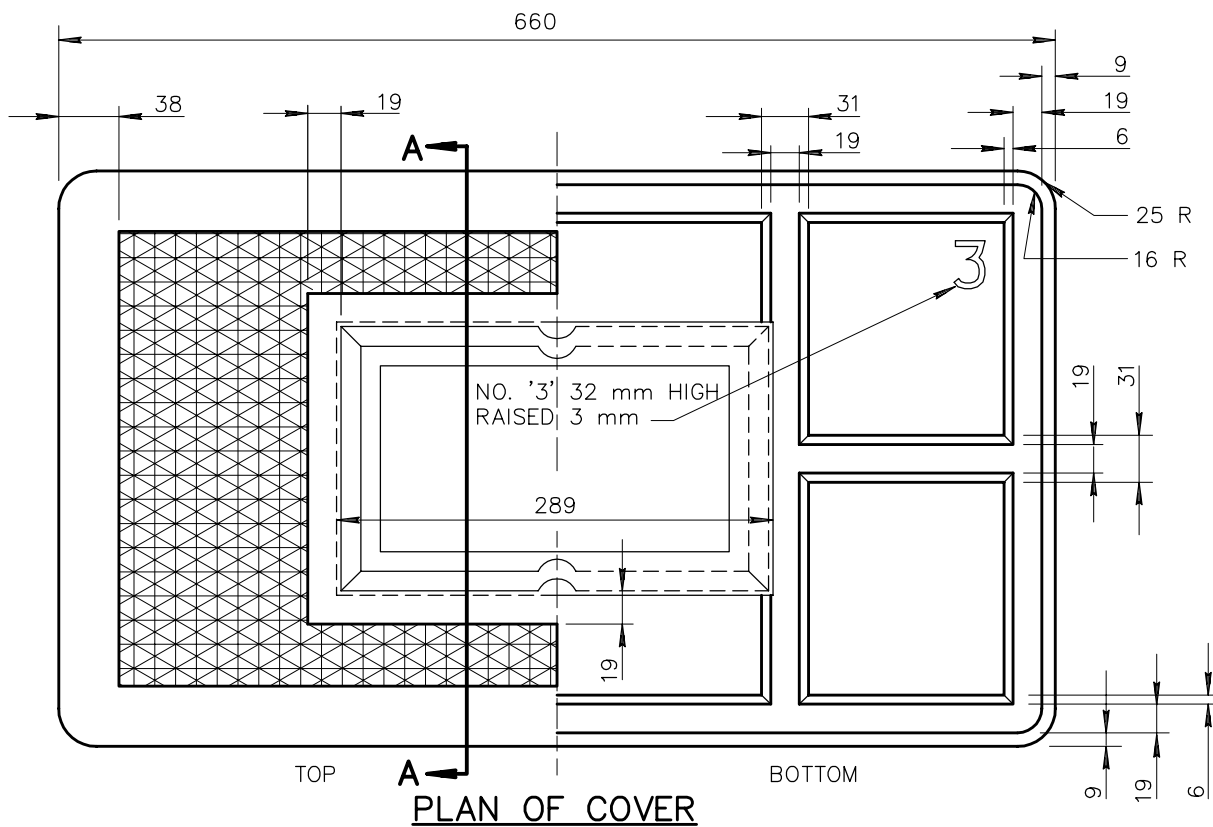 660
9
38
19
31
19
A
19
6
25 R
16 R
3
19
31
NO. '3' 32 mm HIGH
RAISED 3 mm
289
19
TOP
A
BOTTOM
9
19
6
PLAN OF COVER